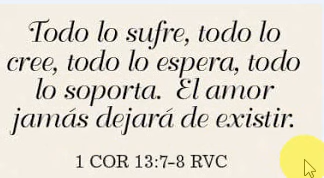 Todo lo sufre, todo lo
cree, todo lo espera, todo
lo soporta. El amor
jamás dejará de existir.
1 COR 13:7-8 RVC